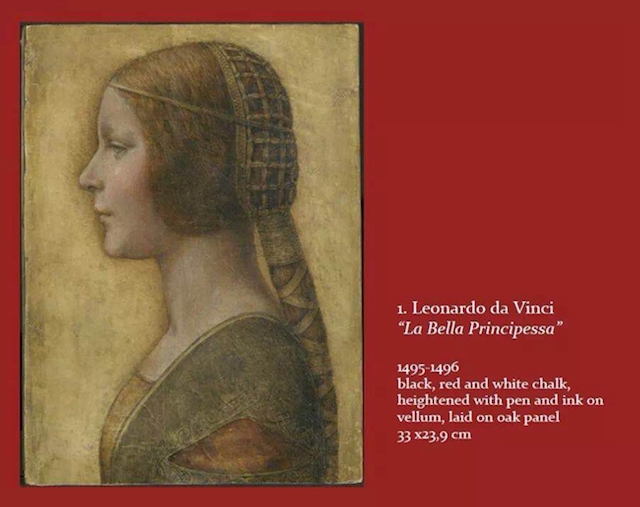 1. Leonardo da Vinci
“La Bella Principessa”
1495-1496
black, red and white chalk,
heightened with pen and ink on
vellum, laid on oak panel
33 x23,9 cm